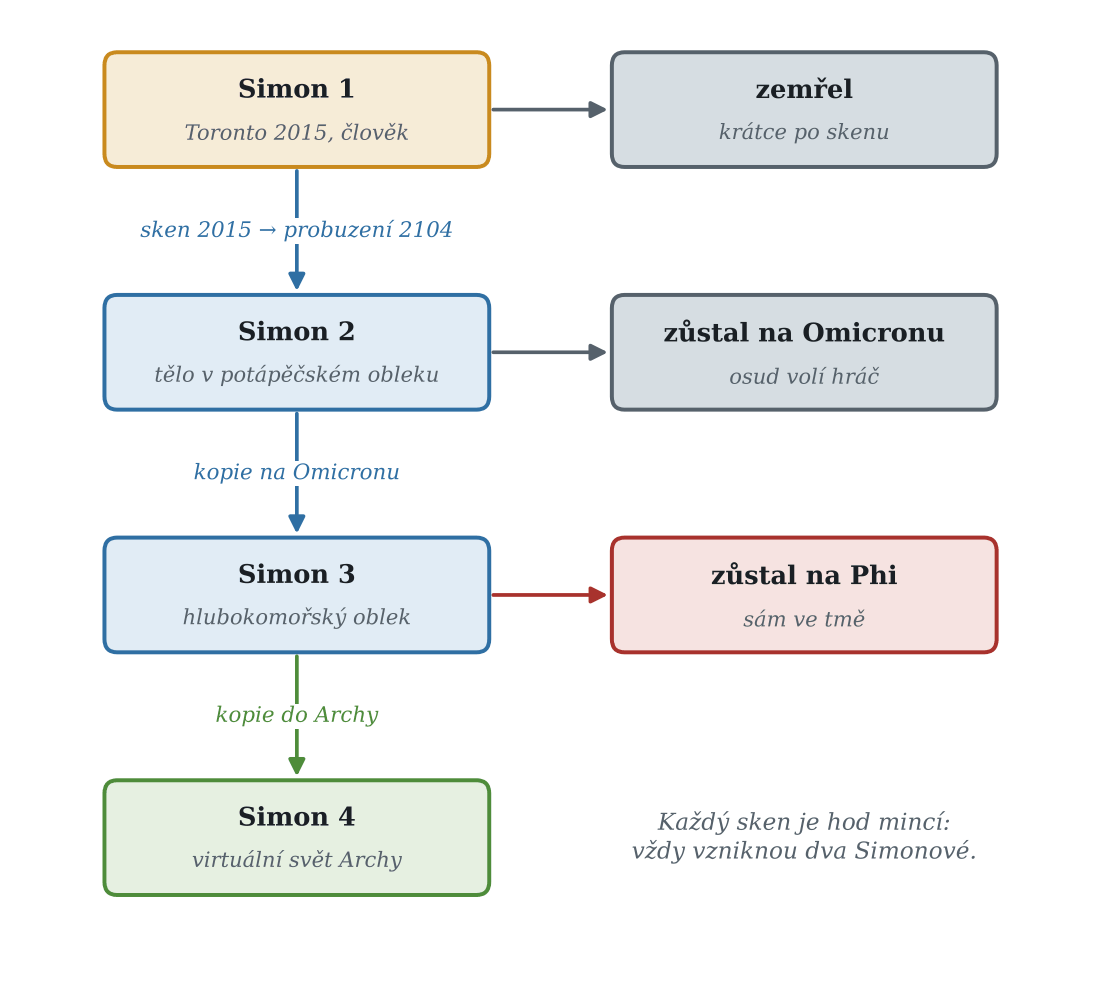 Simon 1
Toronto 2015, člověk
zemřel
krátce po skenu
sken 2015 → probuzení 2104
Simon 2
tělo v potápěčském obleku
zůstal na Omicronu
osud volí hráč
kopie na Omicronu
Simon 3
hlubokomořský oblek
zůstal na Phi
sám ve tmě
kopie do Archy
Simon 4
virtuální svět Archy
Každý sken je hod mincí:
vždy vzniknou dva Simonové.